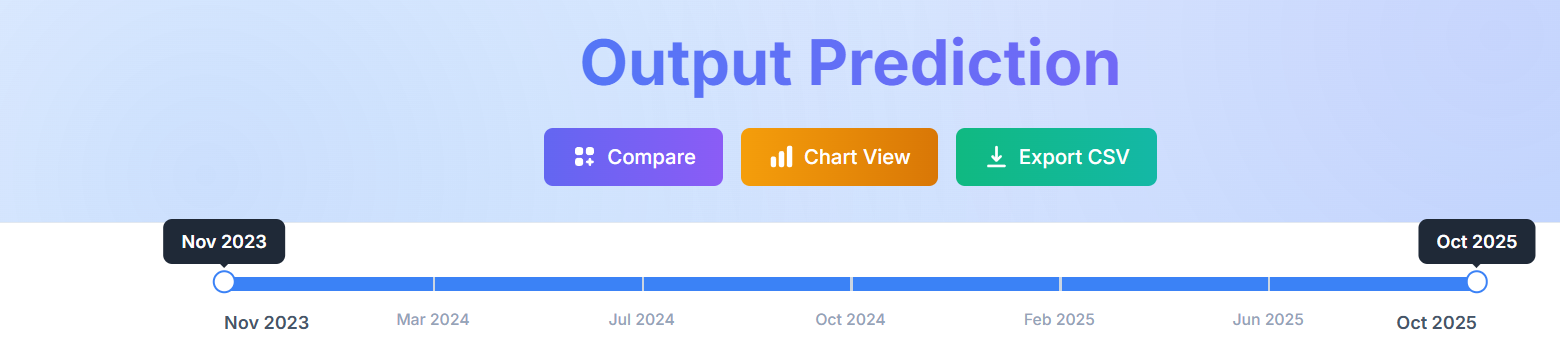 Output Prediction
Compare Chart View Export CSV
Nov 2023 Oct 2025
Nov 2023 Mar 2024 Jul 2024 Oct 2024 Feb 2025 Jun 2025 Oct 2025